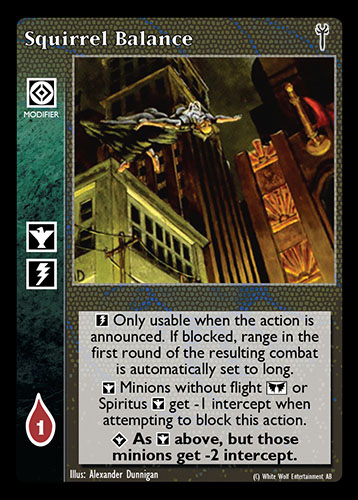 Squirrel Balance
MODIFIER
Only usable when the action is
announced. If blocked, range in the
first round of the resulting combat
is automatically set to long.
Minions without flight or
Spiritus get -1 intercept when
attempting to block this action.
As above, but those
minions get -2 intercept.
1
Illus: Alexander Dunnigan
(C) White Wolf Entertainment AB